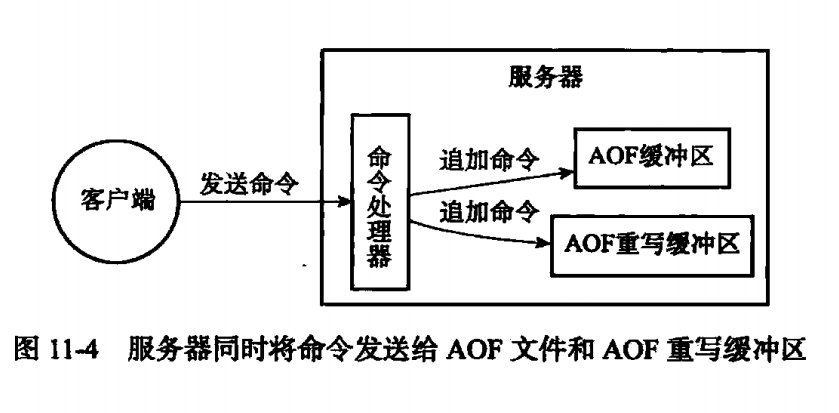 服务器
客户端
发送命令
命令处理器
追加命令
AOF缓冲区
追加命令
AOF重写缓冲区
图 11-4 服务器同时将命令发送给 AOF 文件和 AOF 重写缓冲区